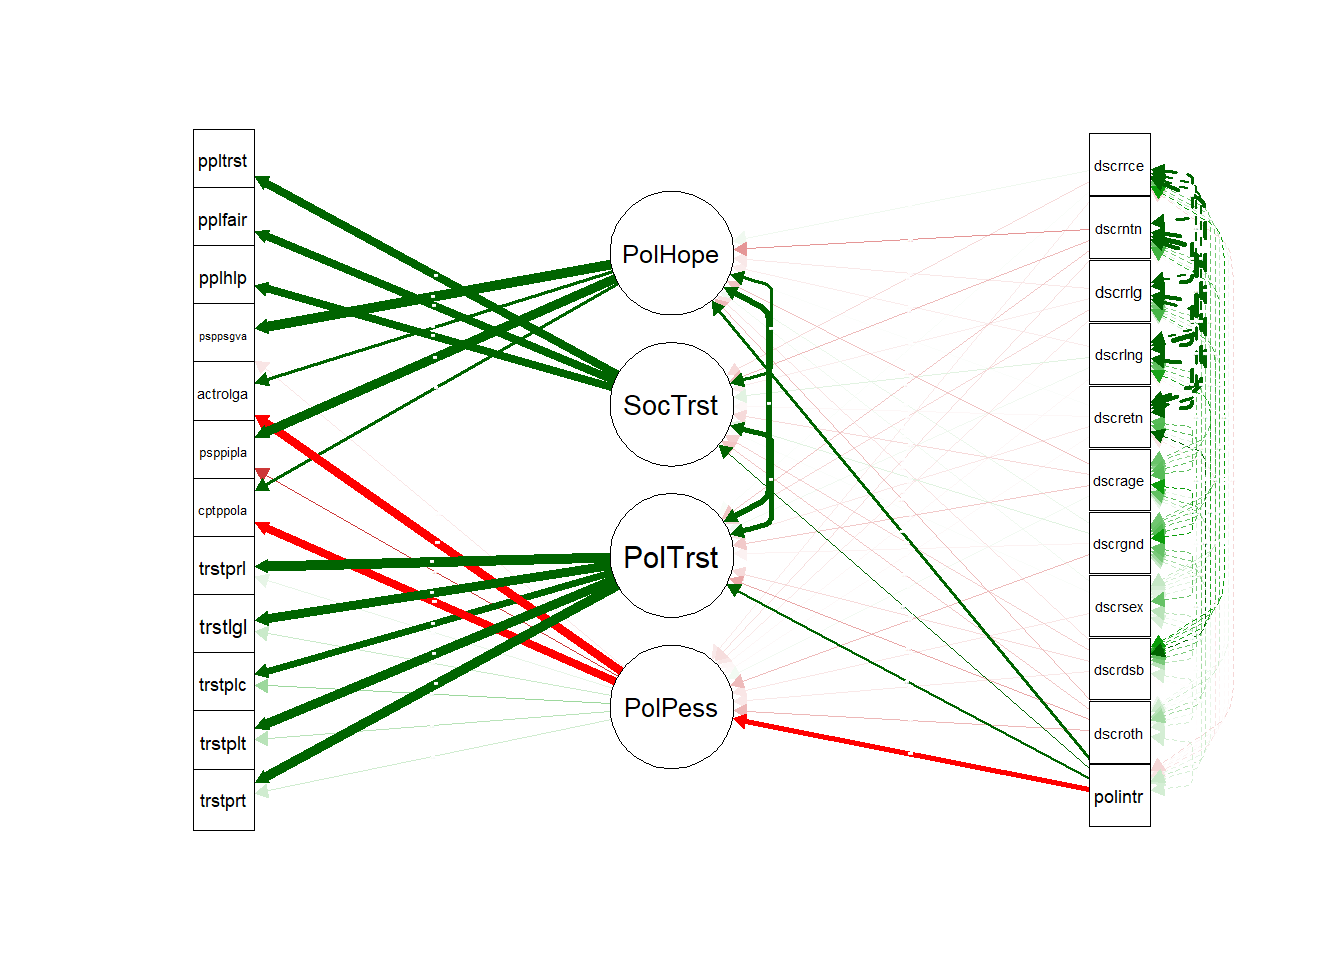 ppltrst
pplfair
pplhlp
psppsgva
actrolga
psppipla
cptppola
trstprl
trstlgl
trstplc
trstplt
trstprt
PolHope
SocTrst
PolTrst
PolPess
dscrrce
dscrntn
dscrrlg
dscrlng
dscretn
dscrage
dscrgnd
dscrsex
dscrdsb
dscroth
polintr